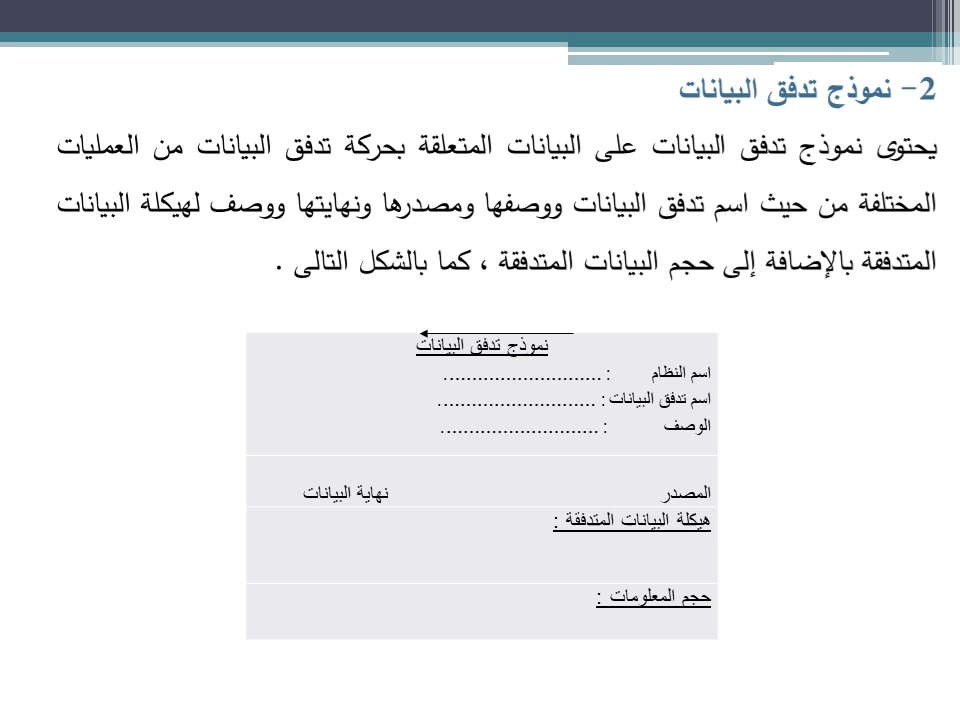 2- نموذج تدفق البيانات
يحتوى نموذج تدفق البيانات على البيانات المتعلقة بحركة تدفق البيانات من العمليات
المختلفة من حيث اسم تدفق البيانات ووصفها ومصدرها ونهايتها ووصف لهيكلة البيانات
المتدفقة بالإضافة إلى حجم البيانات المتدفقة ، كما بالشكل التالى .
نموذج تدفق البيانات
اسم النظام : ............................
اسم تدفق البيانات : ............................
الوصف : ............................
المصدر نهاية البيانات
هيكلة البيانات المتدفقة :
حجم المعلومات :